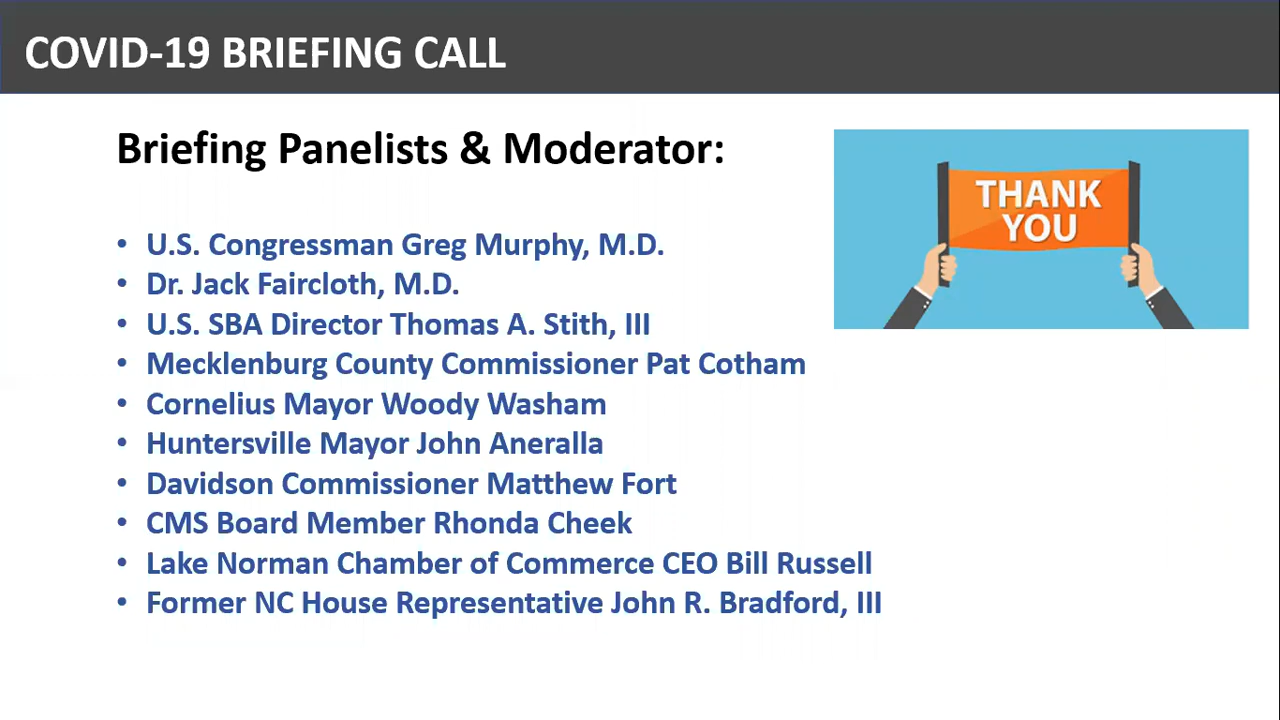 COVID-19 BRIEFING CALL
Briefing Panelists & Moderator:
THANK
YOU
• U.S. Congressman Greg Murphy, M.D.
• Dr. Jack Faircloth, M.D.
• U.S. SBA Director Thomas A. Stith, III
• Mecklenburg County Commissioner Pat Cotham
• Cornelius Mayor Woody Washam
• Huntersville Mayor John Aneralla
• Davidson Commissioner Matthew Fort
• CMS Board Member Rhonda Cheek
• Lake Norman Chamber of Commerce CEO Bill Russell
• Former NC House Representative John R. Bradford, III